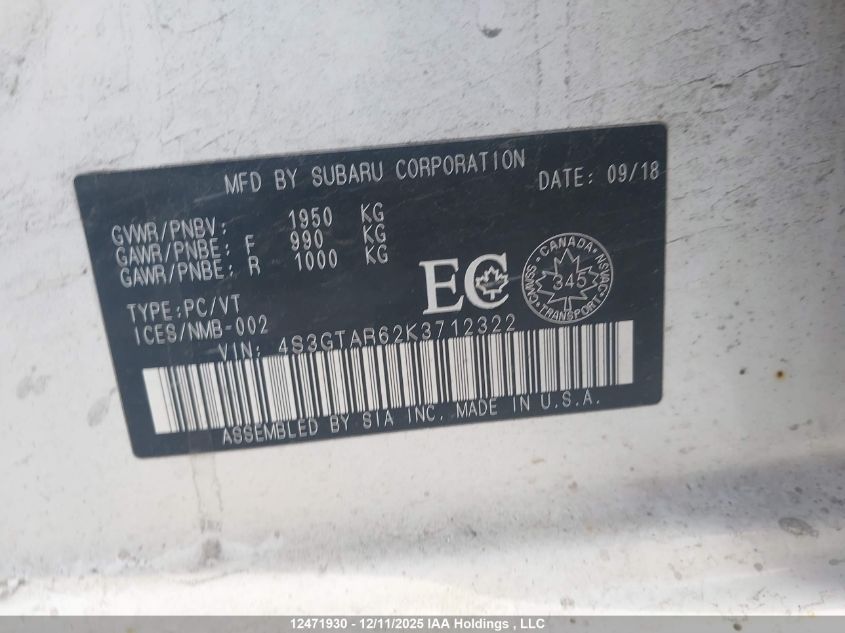 MFD BY SUBARU CORPORATION DATE: 09/18
GVWR/PNBV: 1950 KG
GAWR/PNBE: F 990 KG
GAWR/PNBE: R 1000 KG
TYPE:PC/VT
ICES/NMB-002
EC
CANADA
CMVSS 345 NSVAC
TRANSPORT
VIN: 4S3GTAR62K3712322
ASSEMBLED BY SIA INC. MADE IN U.S.A.
12471930 - 12/11/2025 IAA Holdings , LLC